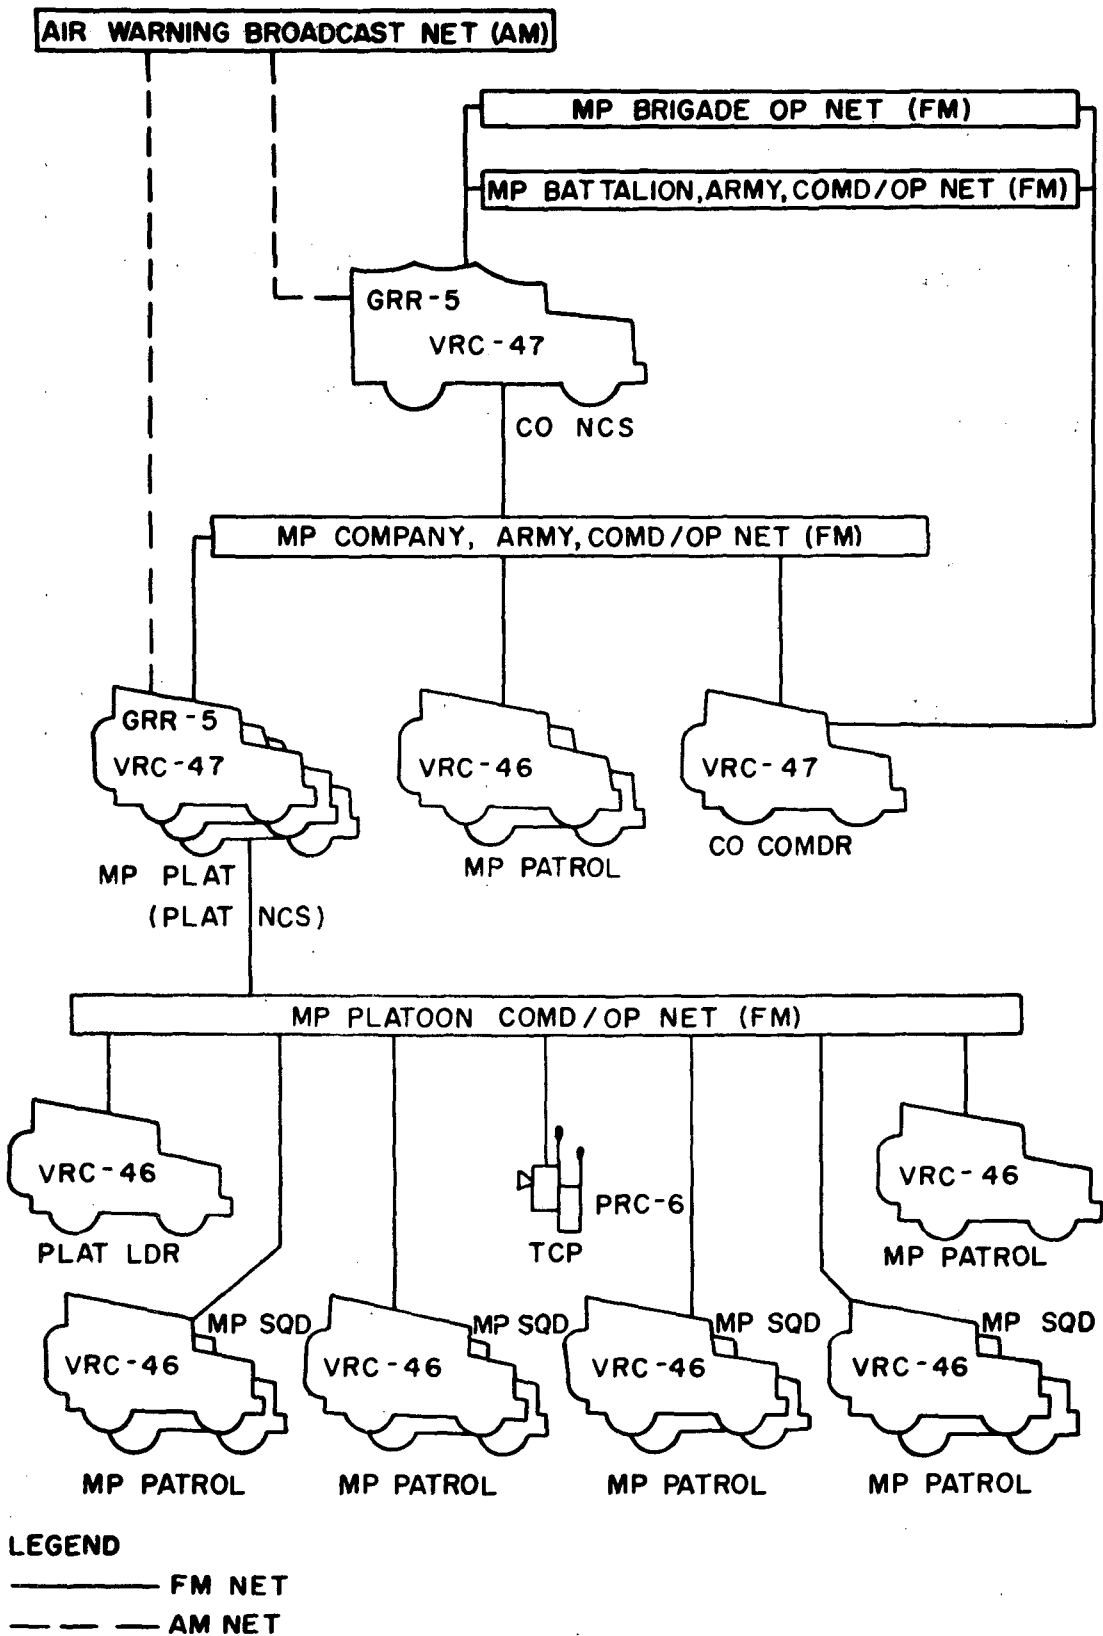 AIR WARNING BROADCAST NET (AM)
MP BRIGADE OP NET (FM)
MP BATTALION, ARMY, COMD/OP NET (FM)
GRR-5
VRC-47
CO NCS
MP COMPANY, ARMY, COMD/OP NET (FM)
GRR-5
VRC-47
MP PLAT
(PLAT NCS)
VRC-46
MP PATROL
VRC-47
CO COMDR
MP PLATOON COMD/OP NET (FM)
VRC-46
PLAT LDR
PRC-6
TCP
VRC-46
MP PATROL
MP SQD
VRC-46
MP PATROL
MP SQD
VRC-46
MP PATROL
MP SQD
VRC-46
MP PATROL
MP SQD
VRC-46
MP PATROL
LEGEND
FM NET
AM NET